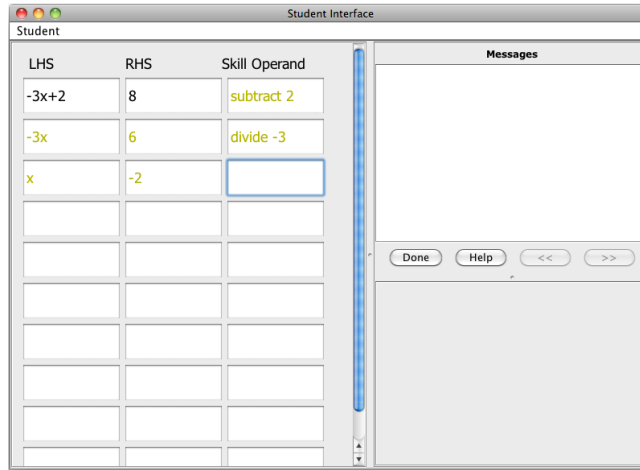 Student Interface
Student
LHS RHS Skill Operand
-3x+2 8 subtract 2
-3x 6 divide -3
x -2
Messages
Done Help << >>